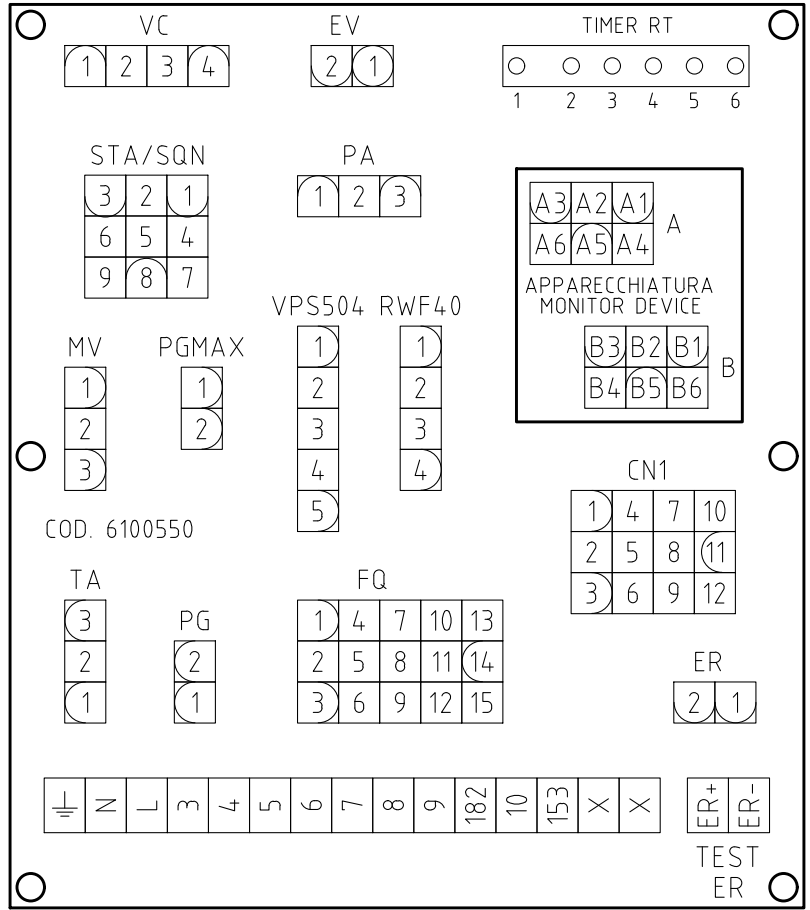 VC EV TIMER RT
1 2 3 4 2 1
1 2 3 4 5 6
STA/SQN PA
3 2 1 1 2 3
6 5 4
9 8 7
A3 A2 A1
A6 A5 A4 A
APPARECCHIATURA
MONITOR DEVICE
B3 B2 B1
B4 B5 B6 B
VPS504 RWF40
1 1
2 2
3 3
4 4
5
MV PGMAX
1 1
2 2
3
COD. 6100550
CN1
1 4 7 10
2 5 8 11
3 6 9 12
TA PG FQ
3
2 2
1 1
1 4 7 10 13
2 5 8 11 14
3 6 9 12 15
ER
2 1
N L 3 4 5 6 7 8 9 182 10 153 X X ER+ ER-
TEST
ER